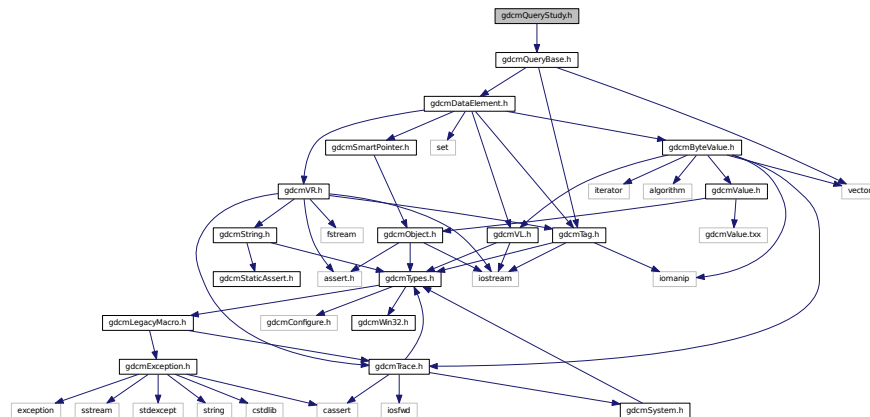 gdcmQueryStudy.h
gdcmQueryBase.h
gdcmDataElement.h
gdcmSmartPointer.h
set
gdcmByteValue.h
gdcmVR.h
iterator
algorithm
gdcmValue.h
vector
gdcmString.h
fstream
gdcmObject.h
gdcmVL.h
gdcmTag.h
gdcmValue.txx
gdcmStaticAssert.h
assert.h
gdcmTypes.h
iostream
iomanip
gdcmLegacyMacro.h
gdcmConfigure.h
gdcmWin32.h
gdcmException.h
gdcmTrace.h
exception
sstream
stdexcept
string
cstdlib
cassert
iosfwd
gdcmSystem.h